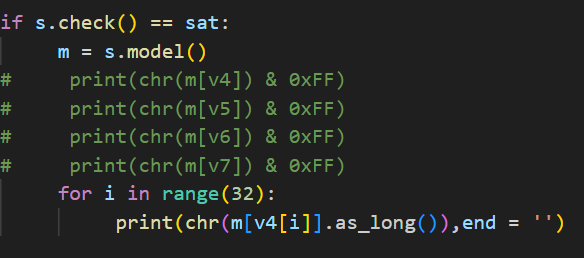 if s.check() == sat:
    m = s.model()
#     print(chr(m[v4]) & 0xFF)
#     print(chr(m[v5]) & 0xFF)
#     print(chr(m[v6]) & 0xFF)
#     print(chr(m[v7]) & 0xFF)
    for i in range(32):
        print(chr(m[v4[i]].as_long()),end = '')